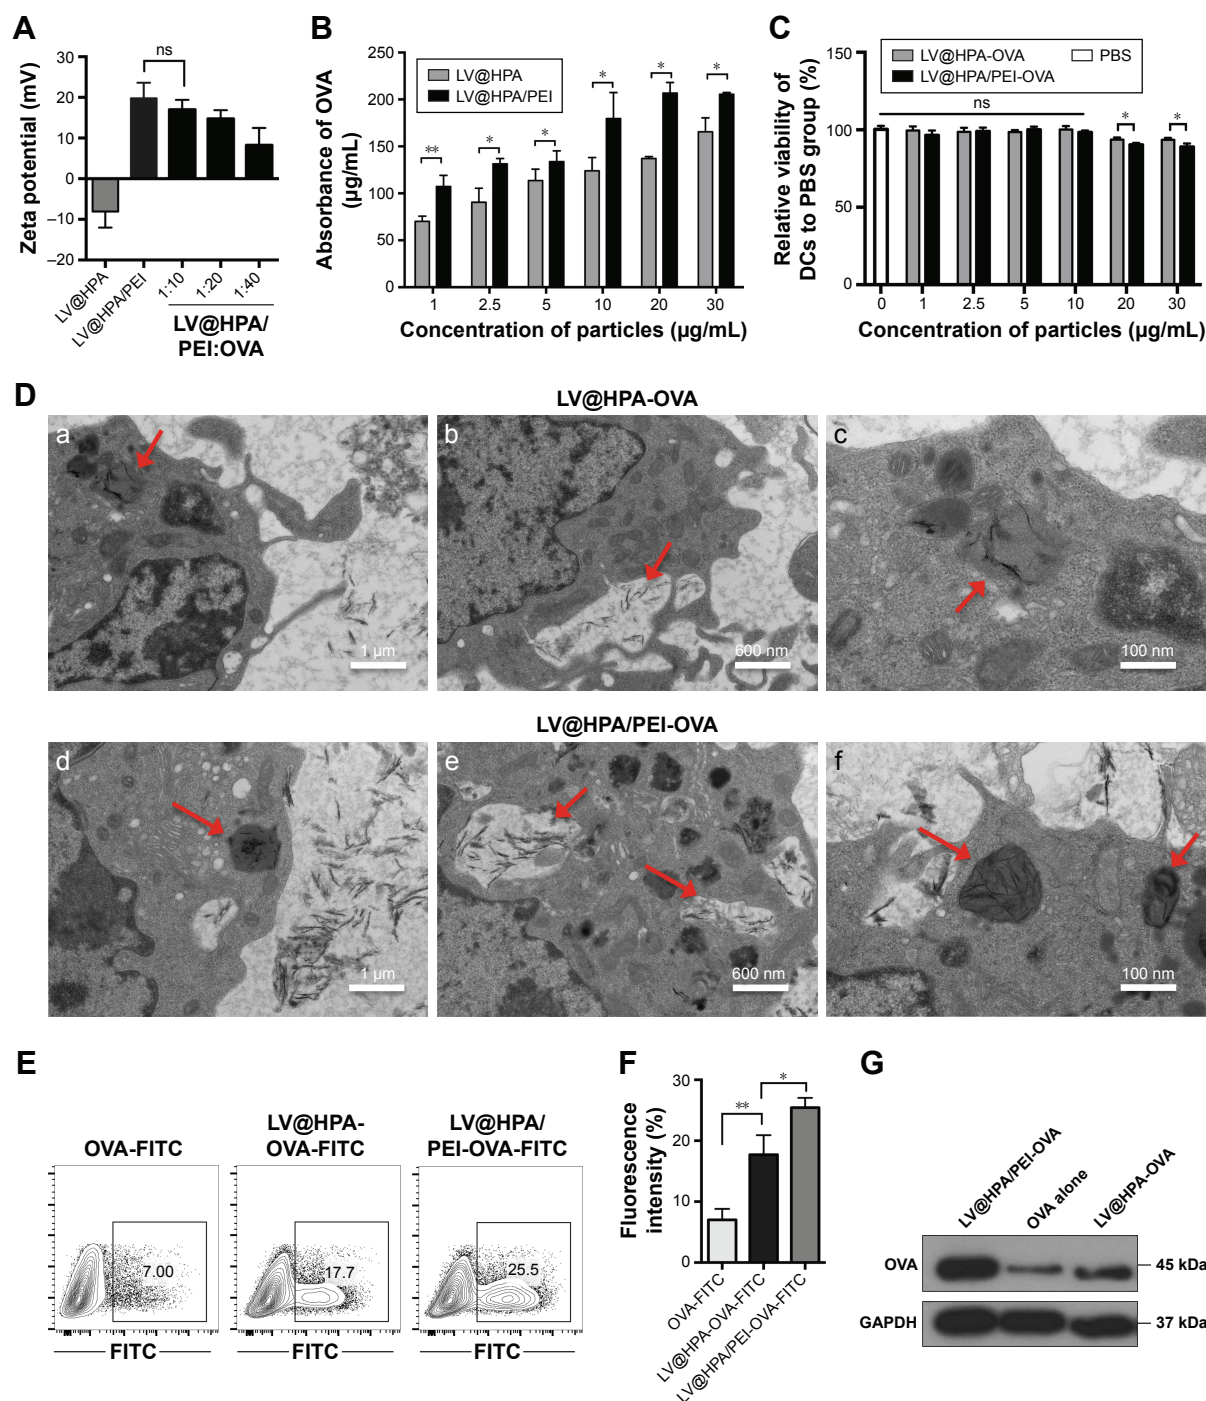 A
ns
Zeta potential (mV)
30
20
10
0
–10
–20
LV@HPA
LV@HPA/PEI
1:10
1:20
1:40
LV@HPA/
PEI:OVA
B
Absorbance of OVA
(µg/mL)
250
200
150
100
50
0
LV@HPA
LV@HPA/PEI
**
*
*
*
*
*
1 2.5 5 10 20 30
Concentration of particles (µg/mL)
C
Relative viability of
DCs to PBS group (%)
150
100
50
0
LV@HPA-OVA
PBS
LV@HPA/PEI-OVA
ns
*
*
0 1 2.5 5 10 20 30
Concentration of particles (µg/mL)
D
LV@HPA-OVA
a
1 µm
b
600 nm
c
100 nm
LV@HPA/PEI-OVA
d
1 µm
e
600 nm
f
100 nm
E
OVA-FITC
7.00
FITC
LV@HPA-
OVA-FITC
17.7
FITC
LV@HPA/
PEI-OVA-FITC
25.5
FITC
F
Fluorescence
intensity (%)
30
20
10
0
**
*
OVA-FITC
LV@HPA-OVA-FITC
LV@HPA/PEI-OVA-FITC
G
LV@HPA/PEI-OVA
OVA alone
LV@HPA-OVA
OVA
45 kDa
GAPDH
37 kDa